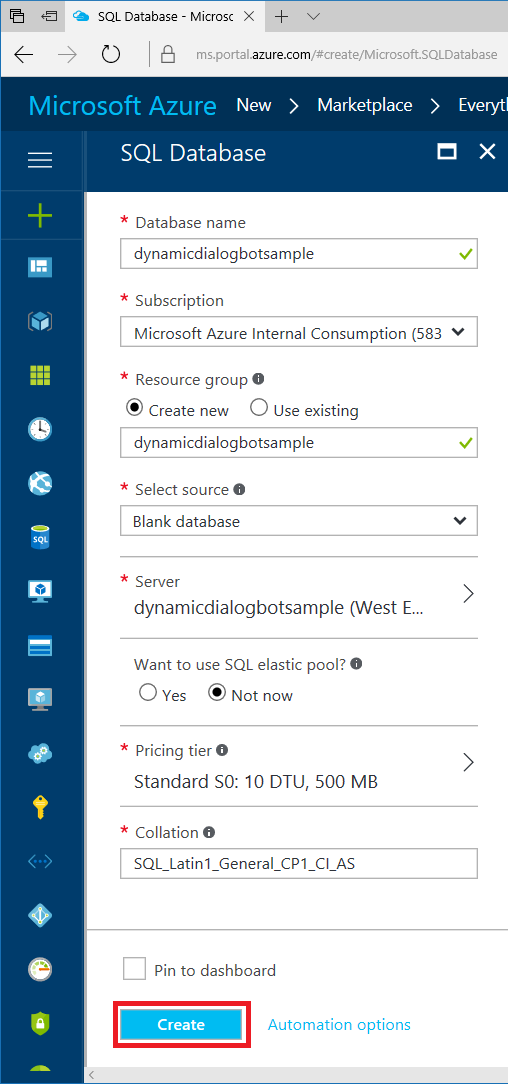 SQL Database - Micros
ms.portal.azure.com/#create/Microsoft.SQLDatabase
Microsoft Azure New > Marketplace > Everyth
SQL Database
* Database name
dynamicdialogbotsample
* Subscription
Microsoft Azure Internal Consumption (583
* Resource group
Create new Use existing
dynamicdialogbotsample
* Select source
Blank database
* Server
dynamicdialogbotsample (West E...
Want to use SQL elastic pool?
Yes Not now
* Pricing tier
Standard S0: 10 DTU, 500 MB
* Collation
SQL_Latin1_General_CP1_CI_AS
SQL
Pin to dashboard
Create Automation options